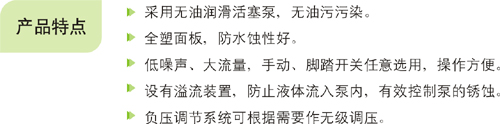 产品特点
采用无油润滑活塞泵，无油污污染。
全塑面板，防水蚀性好。
低噪声、大流量，手动、脚踏开关任意选用，操作方便。
设有溢流装置，防止液体流入泵内，有效控制泵的锈蚀。
负压调节系统可根据需要作无级调压。